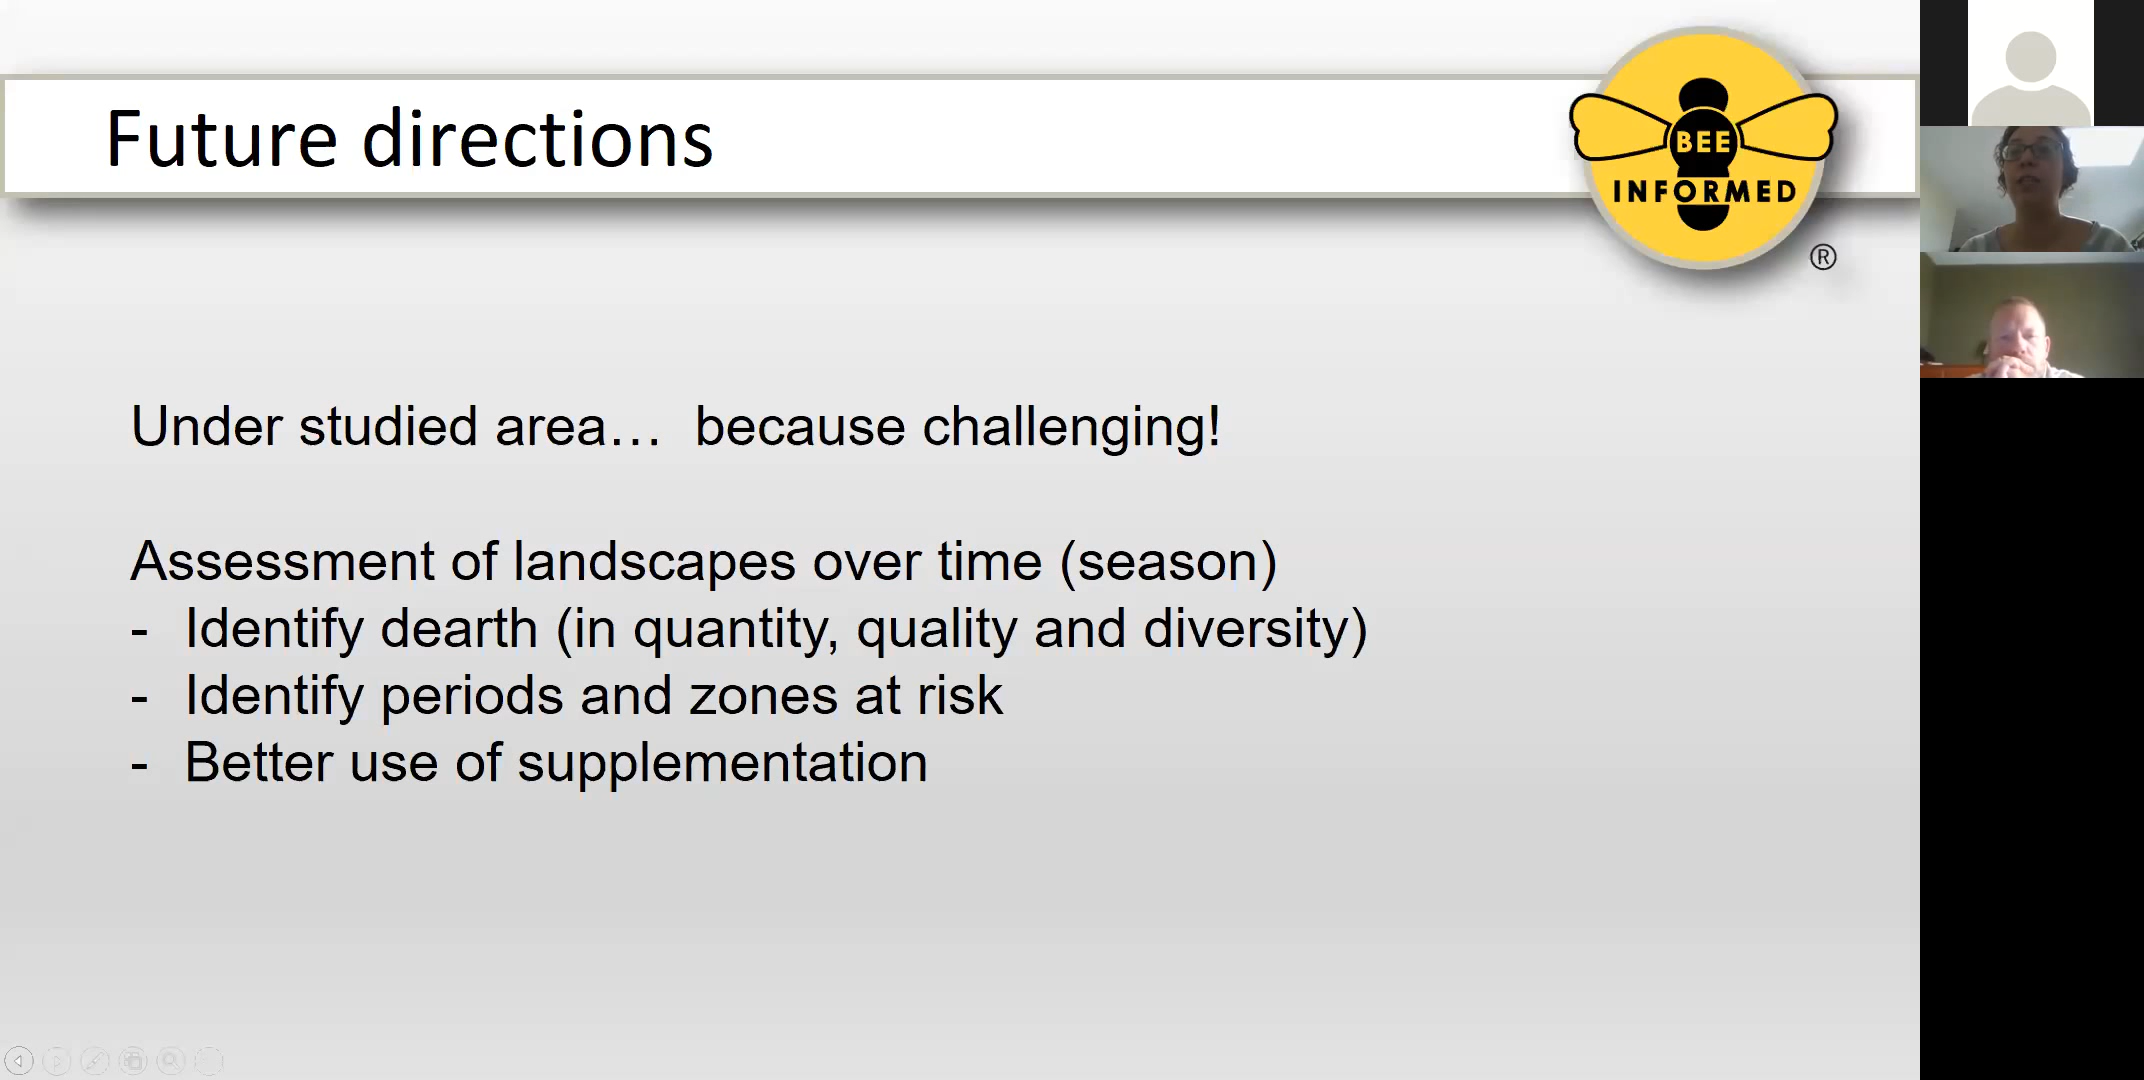 Future directions
BEE
INFORMED
®
Under studied area…  because challenging!
Assessment of landscapes over time (season)
- Identify dearth (in quantity, quality and diversity)
- Identify periods and zones at risk
- Better use of supplementation